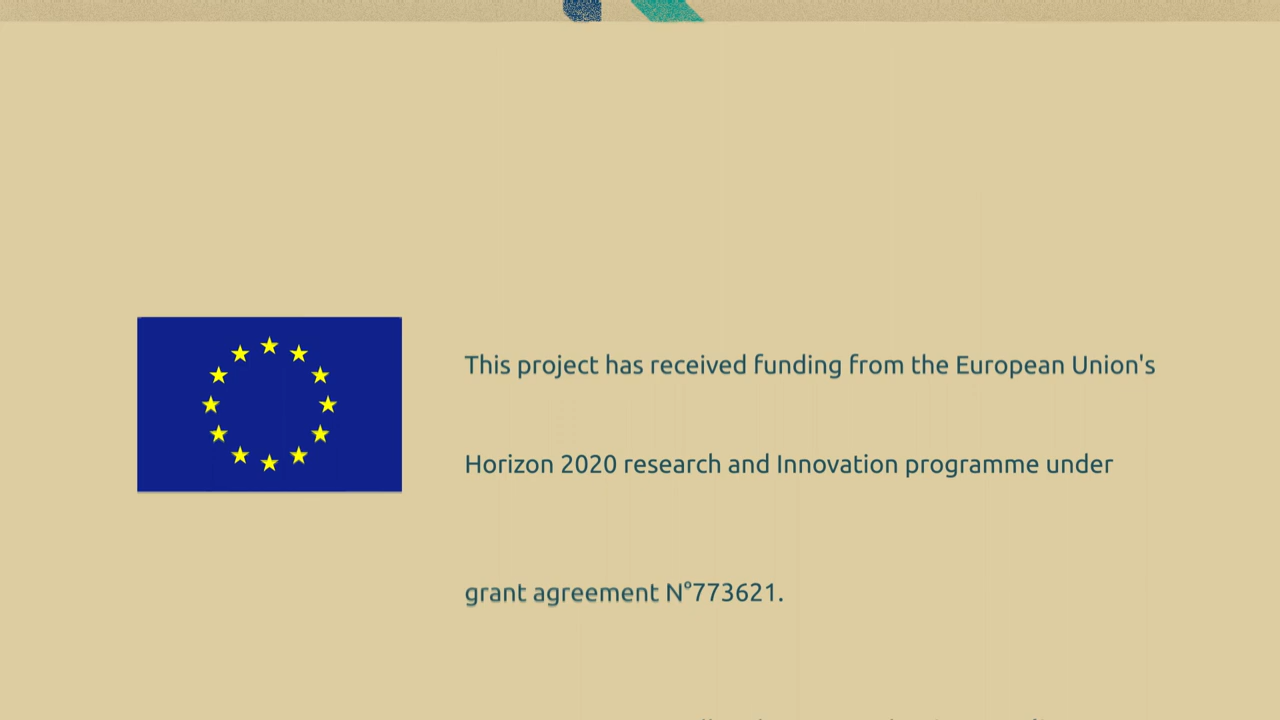 This project has received funding from the European Union's
Horizon 2020 research and Innovation programme under
grant agreement N°773621.